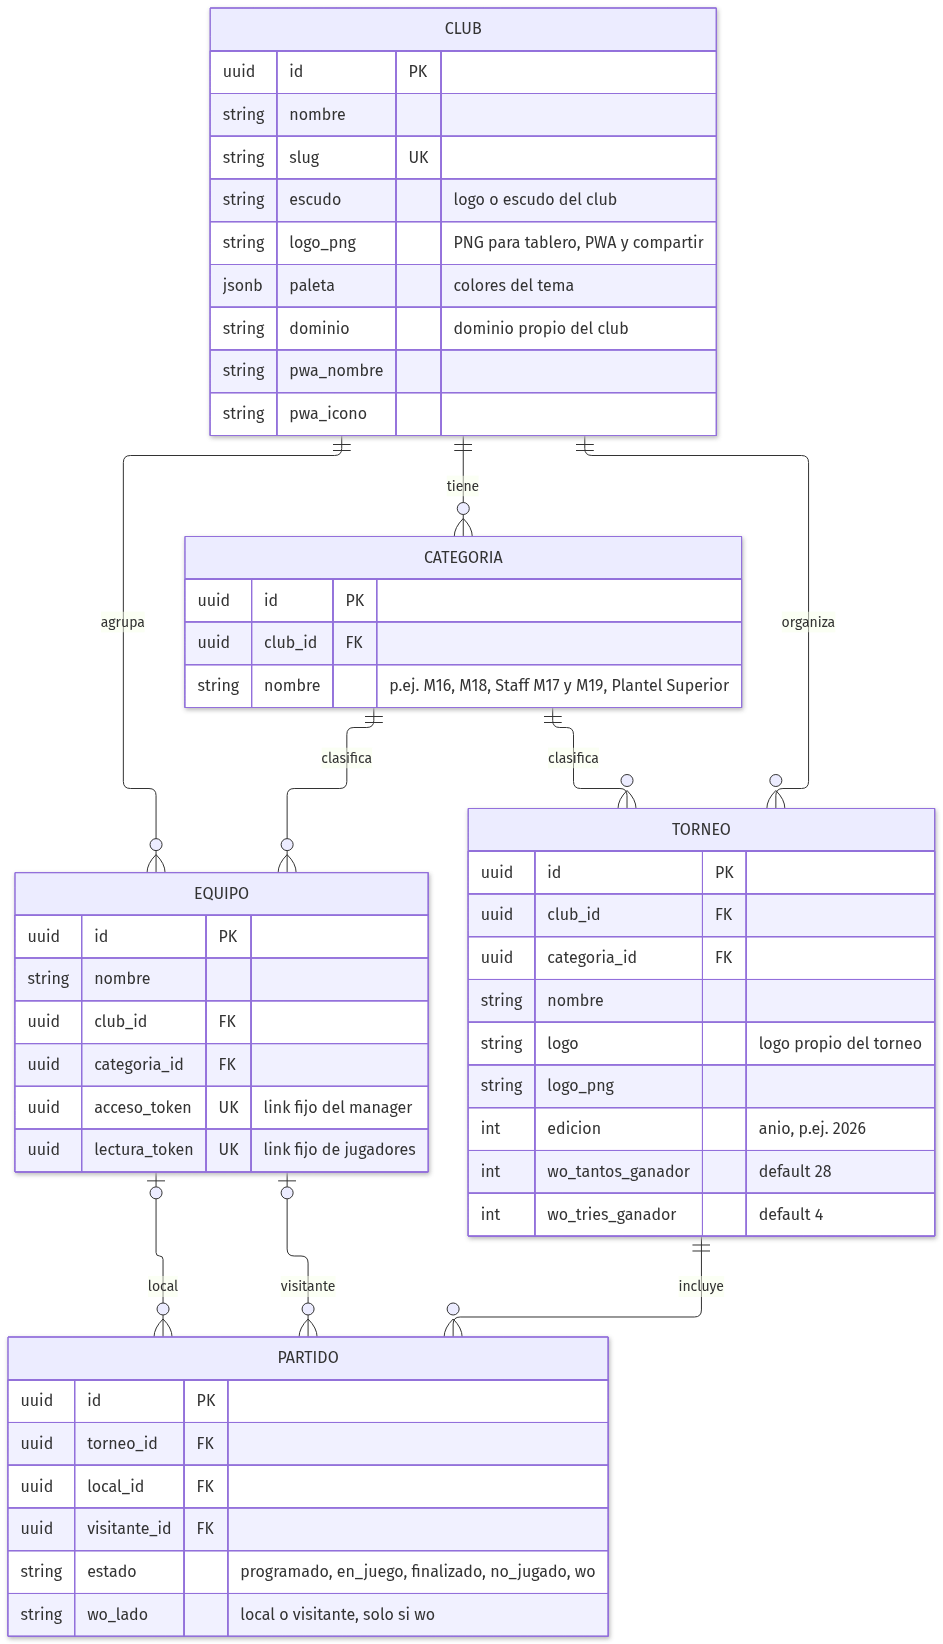 CLUB
uuid id PK
string nombre
string slug UK
string escudo logo o escudo del club
string logo_png PNG para tablero, PWA y compartir
jsonb paleta colores del tema
string dominio dominio propio del club
string pwa_nombre
string pwa_icono
tiene
CATEGORIA
uuid id PK
uuid club_id FK
string nombre p.ej. M16, M18, Staff M17 y M19, Plantel Superior
agrupa
organiza
clasifica
clasifica
TORNEO
uuid id PK
uuid club_id FK
uuid categoria_id FK
string nombre
string logo logo propio del torneo
string logo_png
int edicion anio, p.ej. 2026
int wo_tantos_ganador default 28
int wo_tries_ganador default 4
EQUIPO
uuid id PK
string nombre
uuid club_id FK
uuid categoria_id FK
uuid acceso_token UK link fijo del manager
uuid lectura_token UK link fijo de jugadores
local
visitante
incluye
PARTIDO
uuid id PK
uuid torneo_id FK
uuid local_id FK
uuid visitante_id FK
string estado programado, en_juego, finalizado, no_jugado, wo
string wo_lado local o visitante, solo si wo